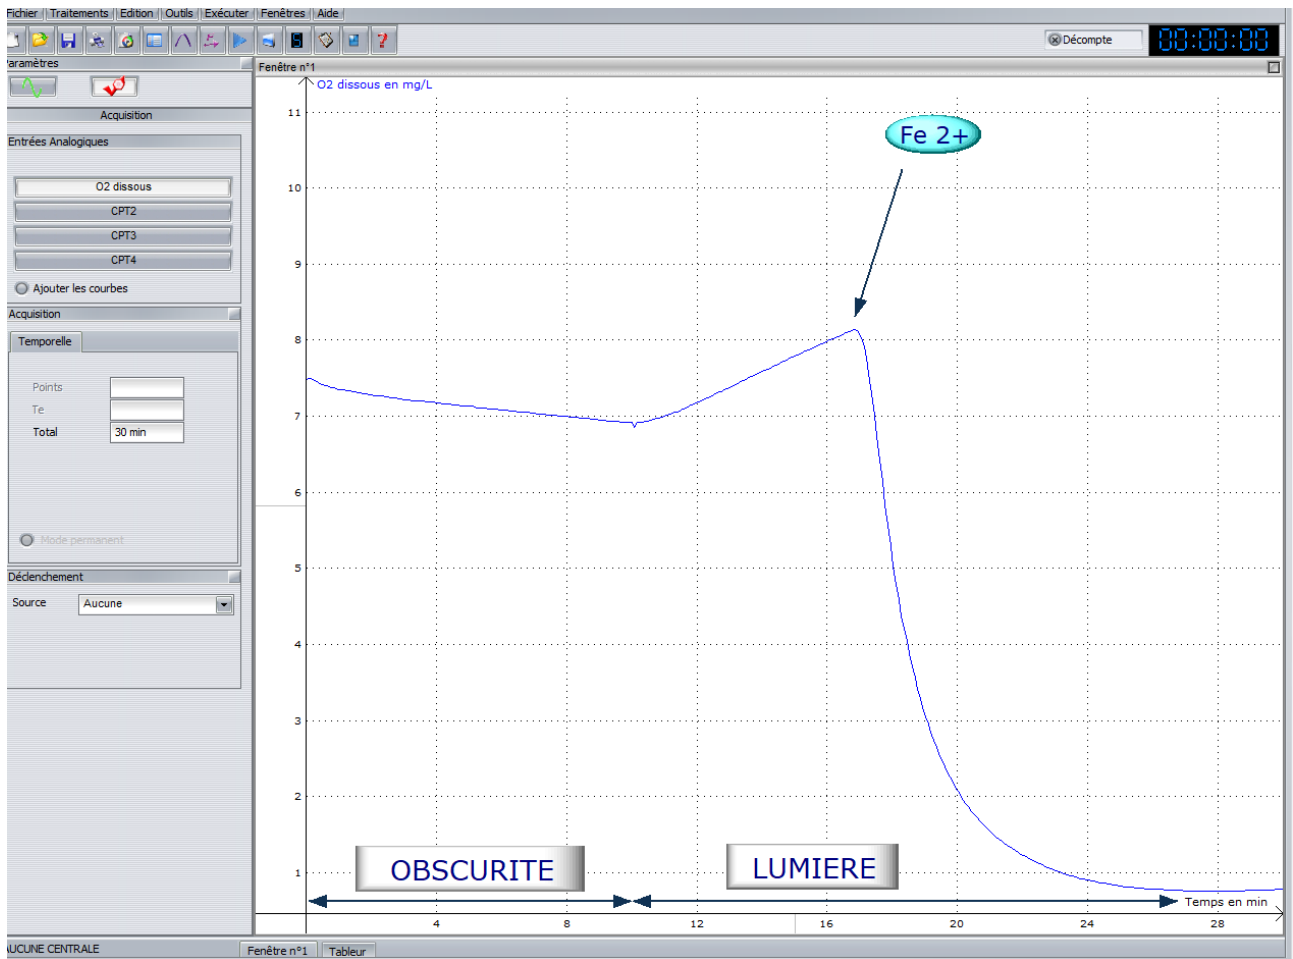 Fichier Traitements Edition Outils Exécuter Fenêtres Aide
Décompte 00:00:00
Paramètres
Fenêtre n°1
Acquisition
Entrées Analogiques
O2 dissous
CPT2
CPT3
CPT4
Ajouter les courbes
Acquisition
Temporelle
Points
Te
Total 30 min
Mode permanent
Déclenchement
Source Aucune
O2 dissous en mg/L
11
10
9
8
7
6
5
4
3
2
1
Fe 2+
OBSCURITE
LUMIERE
Temps en min
4 8 12 16 20 24 28
AUCUNE CENTRALE
Fenêtre n°1 Tableur